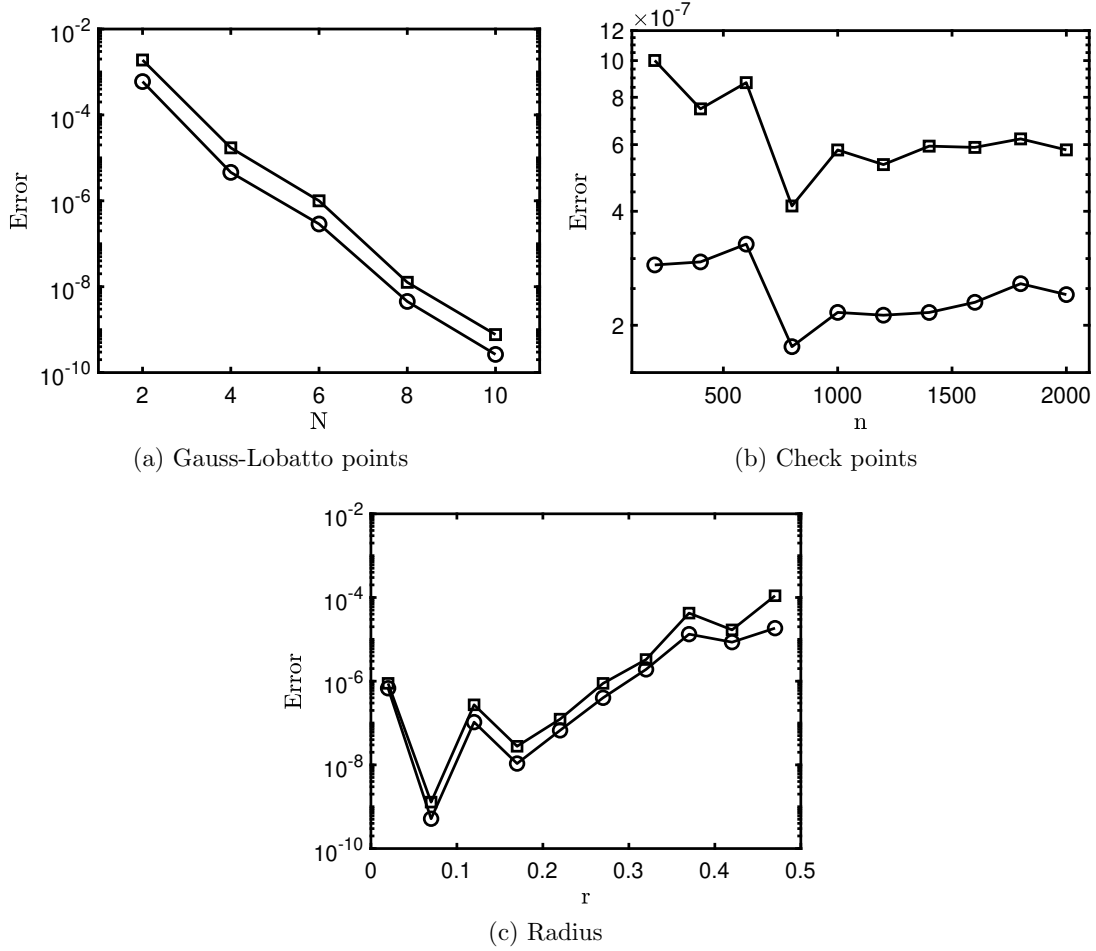 10^-2
10^-4
10^-6
10^-8
10^-10
Error
2 4 6 8 10
N
(a) Gauss-Lobatto points
×10^-7
12
10
8
6
4
2
Error
500 1000 1500 2000
n
(b) Check points
10^-2
10^-4
10^-6
10^-8
10^-10
Error
0 0.1 0.2 0.3 0.4 0.5
r
(c) Radius